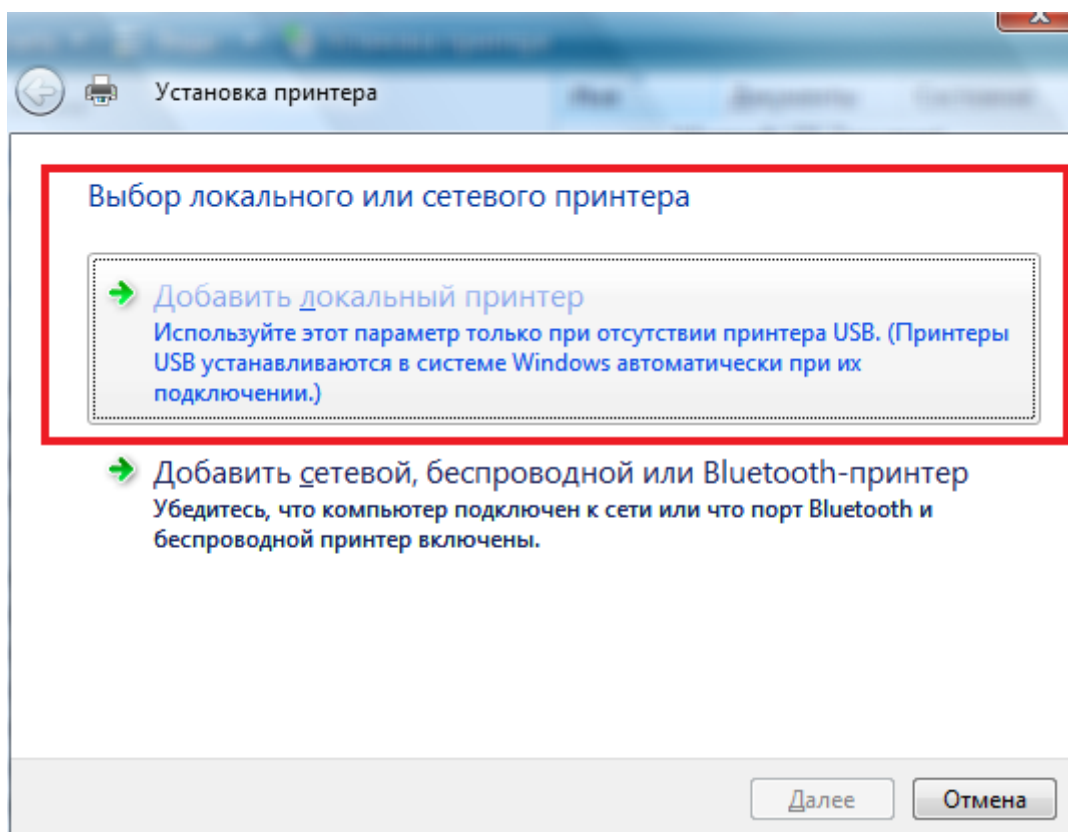 Установка принтера
Выбор локального или сетевого принтера
Добавить локальный принтер
Используйте этот параметр только при отсутствии принтера USB. (Принтеры
USB устанавливаются в системе Windows автоматически при их
подключении.)
Добавить сетевой, беспроводной или Bluetooth-принтер
Убедитесь, что компьютер подключен к сети или что порт Bluetooth и
беспроводной принтер включены.
Далее
Отмена